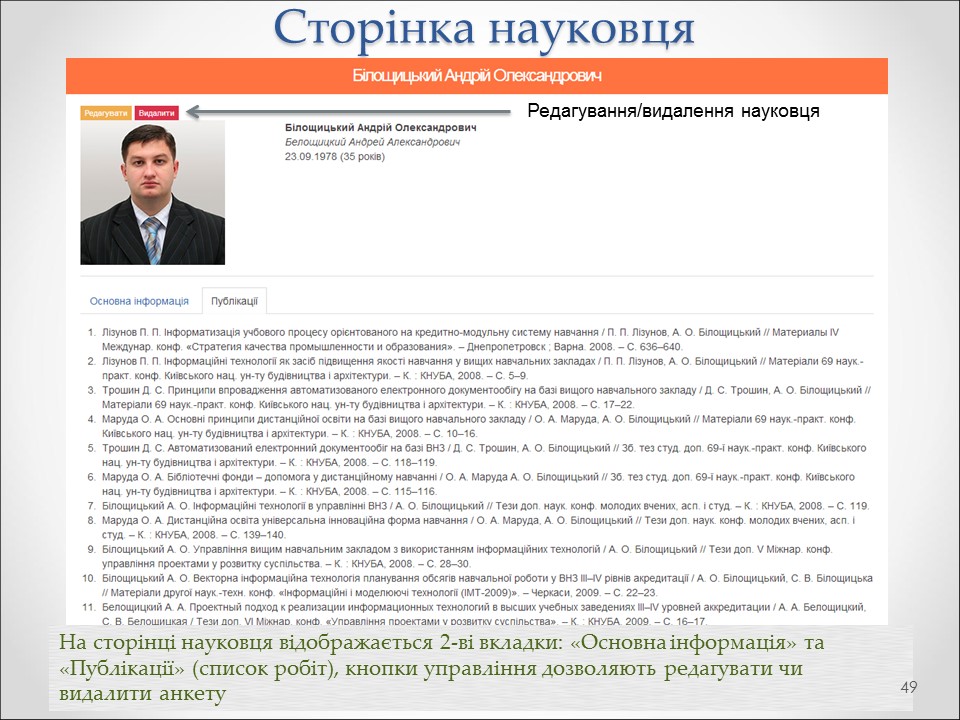 Сторінка науковця
Білощицький Андрій Олександрович
Редагувати Видалити
Редагування/видалення науковця
Білощицький Андрій Олександрович
Белощицкий Андрей Александрович
23.09.1978 (35 років)
Основна інформація Публікації
1. Лізунов П. П. Інформатизація учбового процесу орієнтованого на кредитно-модульну систему навчання / П. П. Лізунов, А. О. Білощицький // Материалы IV
Междунар. конф. «Стратегия качества промышленности и образования». – Днепропетровск ; Варна. 2008. – С. 636–640.
2. Лізунов П. П. Інформаційні технології як засіб підвищення якості навчання у вищих навчальних закладах / П. П. Лізунов, А. О. Білощицький // Матеріали 69 наук.-
практ. конф. Київського нац. ун-ту будівництва і архітектури. – К. : КНУБА, 2008. – С. 5–9.
3. Трошин Д. С. Принципи впровадження автоматизованого електронного документообігу на базі вищого навчального закладу / Д. С. Трошин, А. О. Білощицький //
Матеріали 69 наук.-практ. конф. Київського нац. ун-ту будівництва і архітектури. – К. : КНУБА, 2008. – С. 17–22.
4. Маруда О. А. Основні принципи дистанційної освіти на базі вищого навчального закладу / О. А. Маруда, А. О. Білощицький // Матеріали 69 наук.-практ. конф.
Київського нац. ун-ту будівництва і архітектури. – К. : КНУБА, 2008. – С. 10–16.
5. Трошин Д. С. Автоматизований електронний документообіг на базі ВНЗ / Д. С. Трошин, А. О. Білощицький // Зб. тез студ. доп. 69-ї наук.-практ. конф. Київського
нац. ун-ту будівництва і архітектури. – К. : КНУБА, 2008. – С. 118–119.
6. Маруда О. А. Бібліотечні фонди – допомога у дистанційному навчанні / О. А. Маруда А. О. Білощицький // Зб. тез студ. доп. 69-ї наук.-практ. конф. Київського
нац. ун-ту будівництва і архітектури. – К. : КНУБА, 2008. – С. 115–116.
7. Білощицький А. О. Інформаційні технології в управлінні ВНЗ / А. О. Білощицький // Тези доп. наук. конф. молодих вчених, асп. і студ. – К. : КНУБА, 2008. – С. 119.
8. Маруда О. А. Дистанційна освіта універсальна інноваційна форма навчання / О. А. Маруда, А. О. Білощицький // Тези доп. наук. конф. молодих вчених, асп. і
студ. – К. : КНУБА, 2008. – С. 139–140.
9. Білощицький А. О. Управління вищим навчальним закладом з використанням інформаційних технологій / А. О. Білощицький // Тези доп. V Міжнар. конф.
управління проектами у розвитку суспільства. – К. : КНУБА, 2008. – С. 28–30.
10. Білощицький А. О. Векторна інформаційна технологія планування обсягів навчальної роботи у ВНЗ III–IV рівнів акредитації / А. О. Білощицький, С. В. Білощицька
// Матеріали другої наук.-техн. конф. «Інформаційні і моделюючі технології (ІМТ-2009)». – Черкаси, 2009. – С. 22–23.
11. Белощицкий А. А. Проектный подход к реализации информационных технологий в высших учебных заведениях III–IV уровней аккредитации / А. А. Белощицкий,
С. В. Белощицкая / Тези доп. VI Міжнар. конф. «Управління проектами у розвитку суспільства». – К. : КНУБА. 2009. – С. 16–17.
На сторінці науковця відображається 2-ві вкладки: «Основна інформація» та
«Публікації» (список робіт), кнопки управління дозволяють редагувати чи
видалити анкету
49